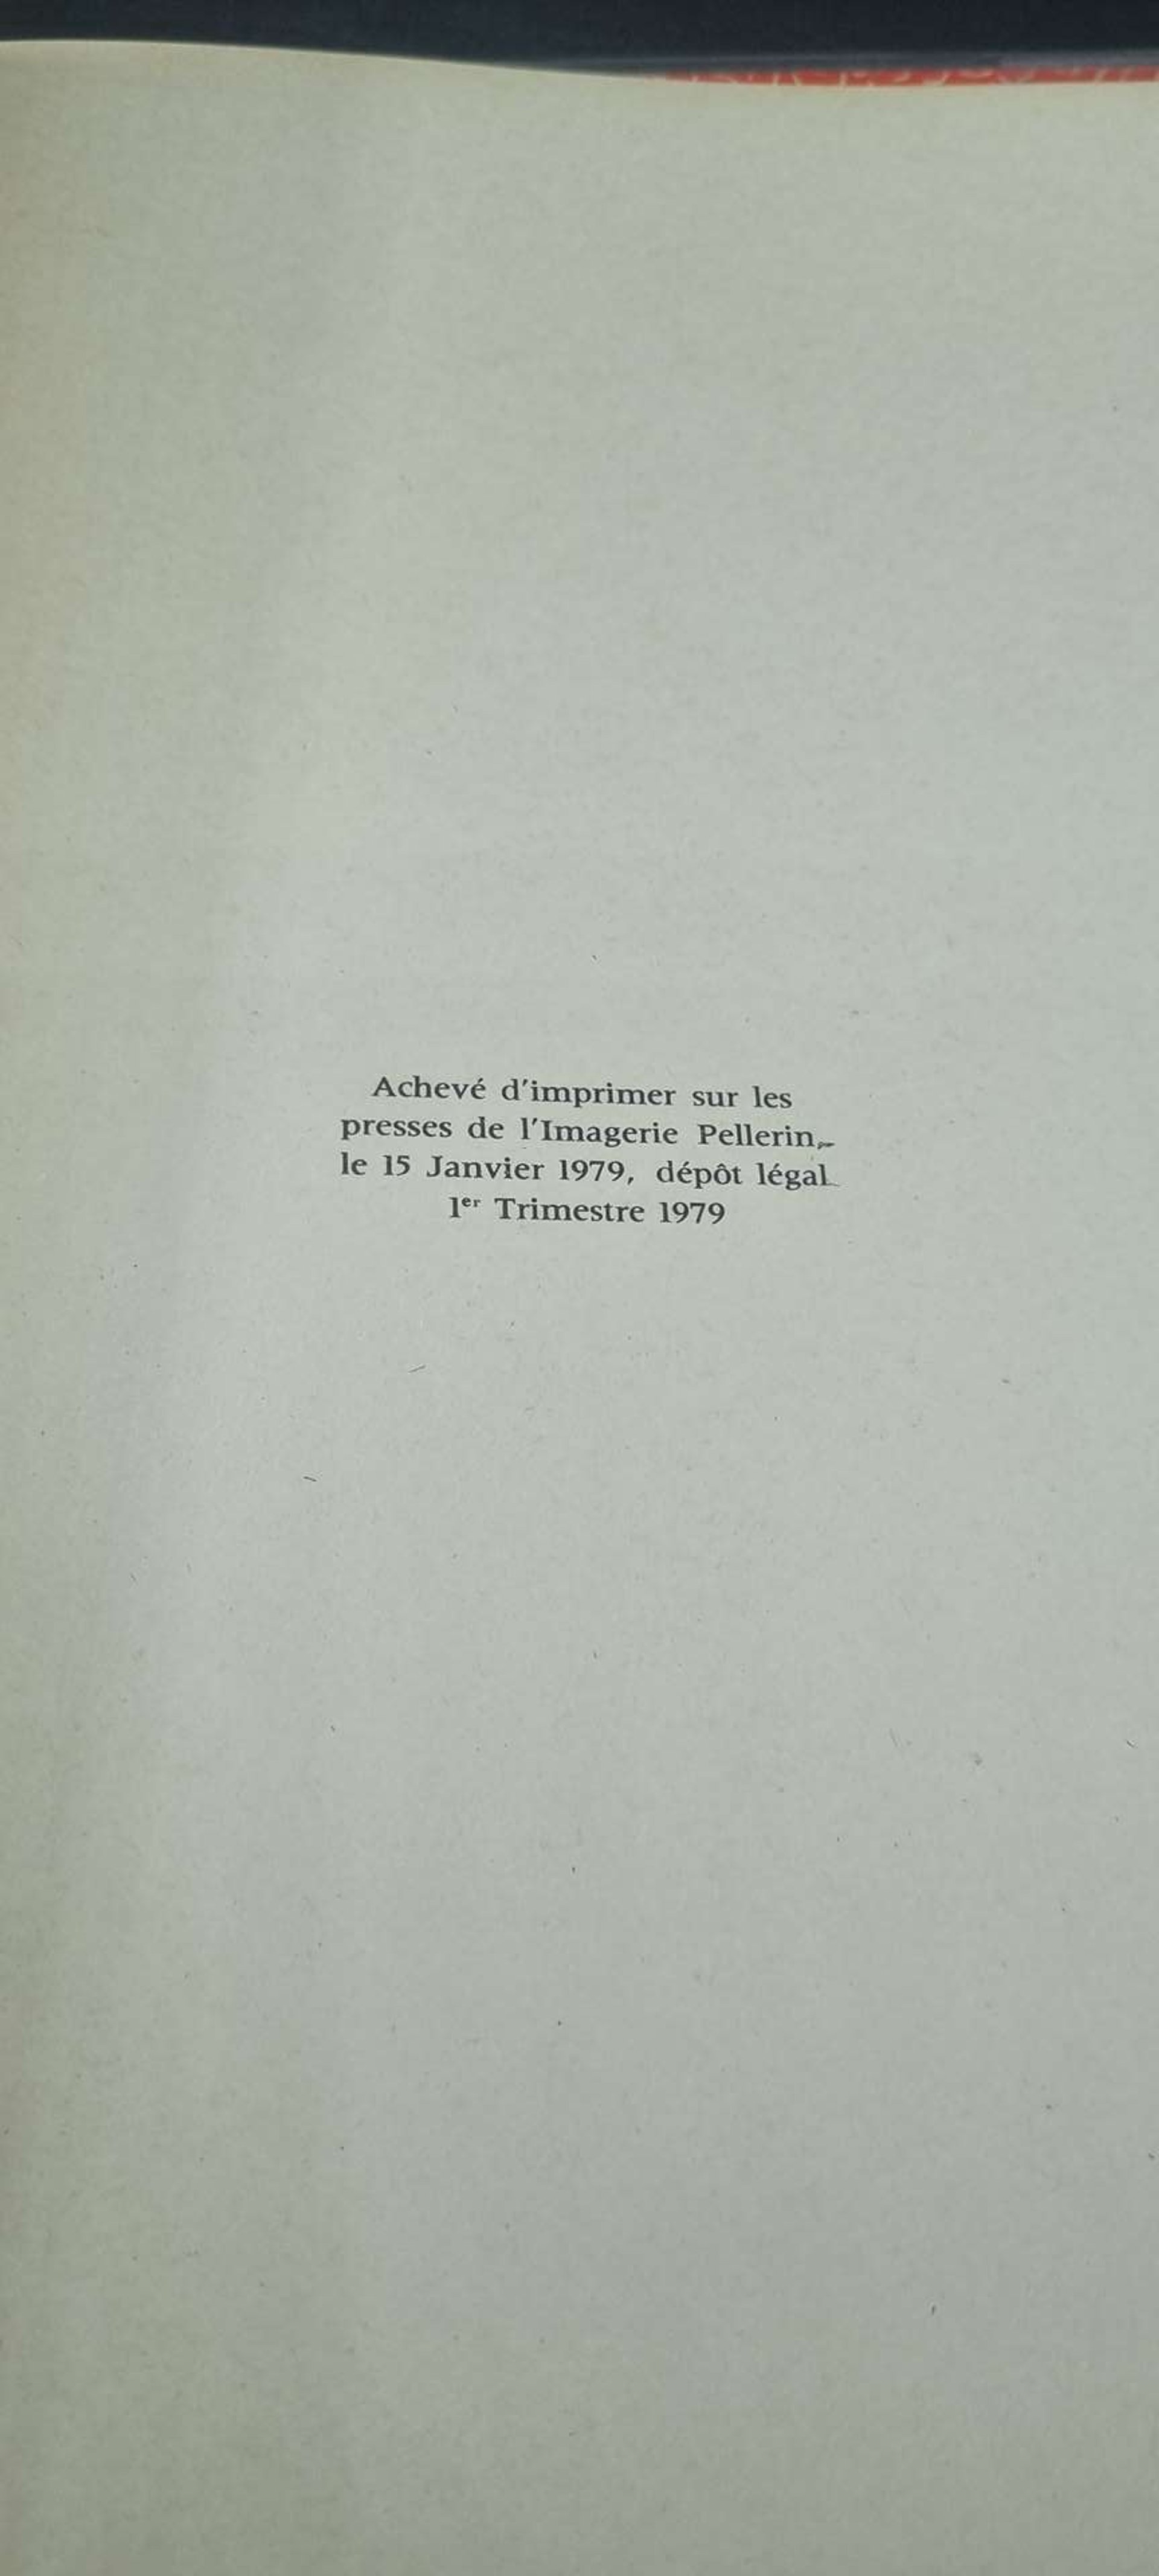 Achevé d'imprimer sur les
presses de l'Imagerie Pellerin,
le 15 Janvier 1979, dépôt légal
1er Trimestre 1979